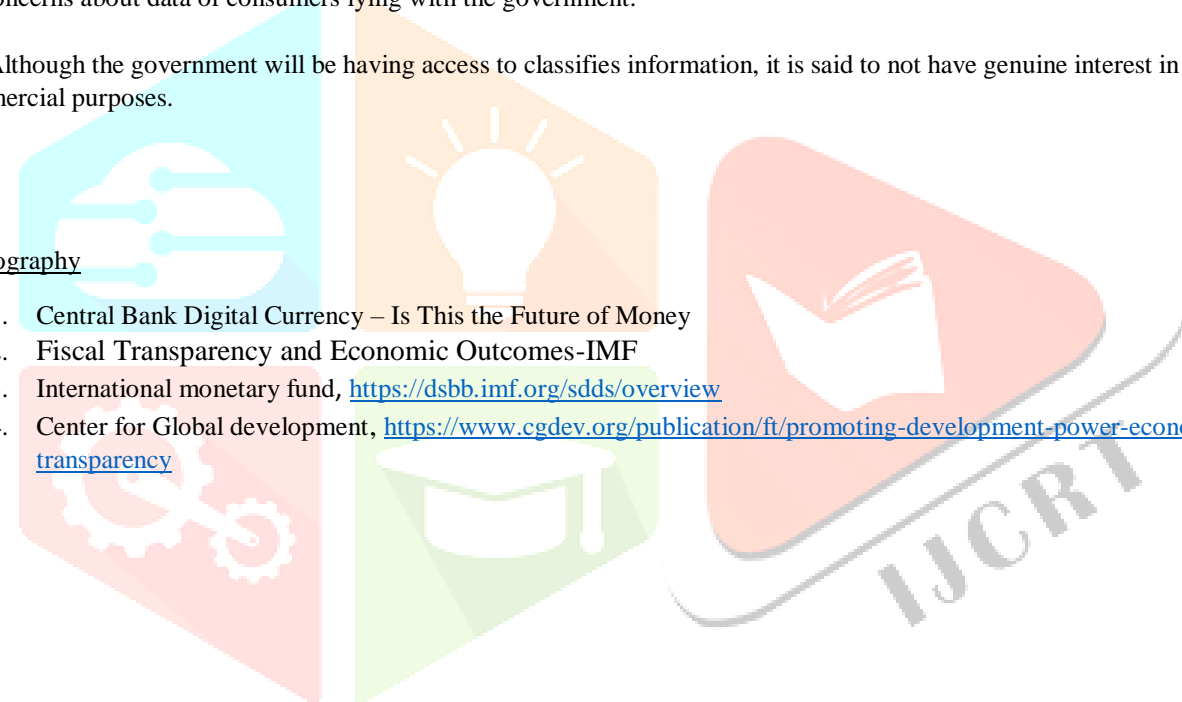 about data of consumers lying with the government.
Although the government will be having access to classifies information, it is said to not have genuine interest in
purposes.
Central Bank Digital Currency – Is This the Future of Money
Fiscal Transparency and Economic Outcomes-IMF
International monetary fund, https://dsbb.imf.org/sdds/overview
Center for Global development, https://www.cgdev.org/publication/ft/promoting-development-power-econo
transparency
IJCRT